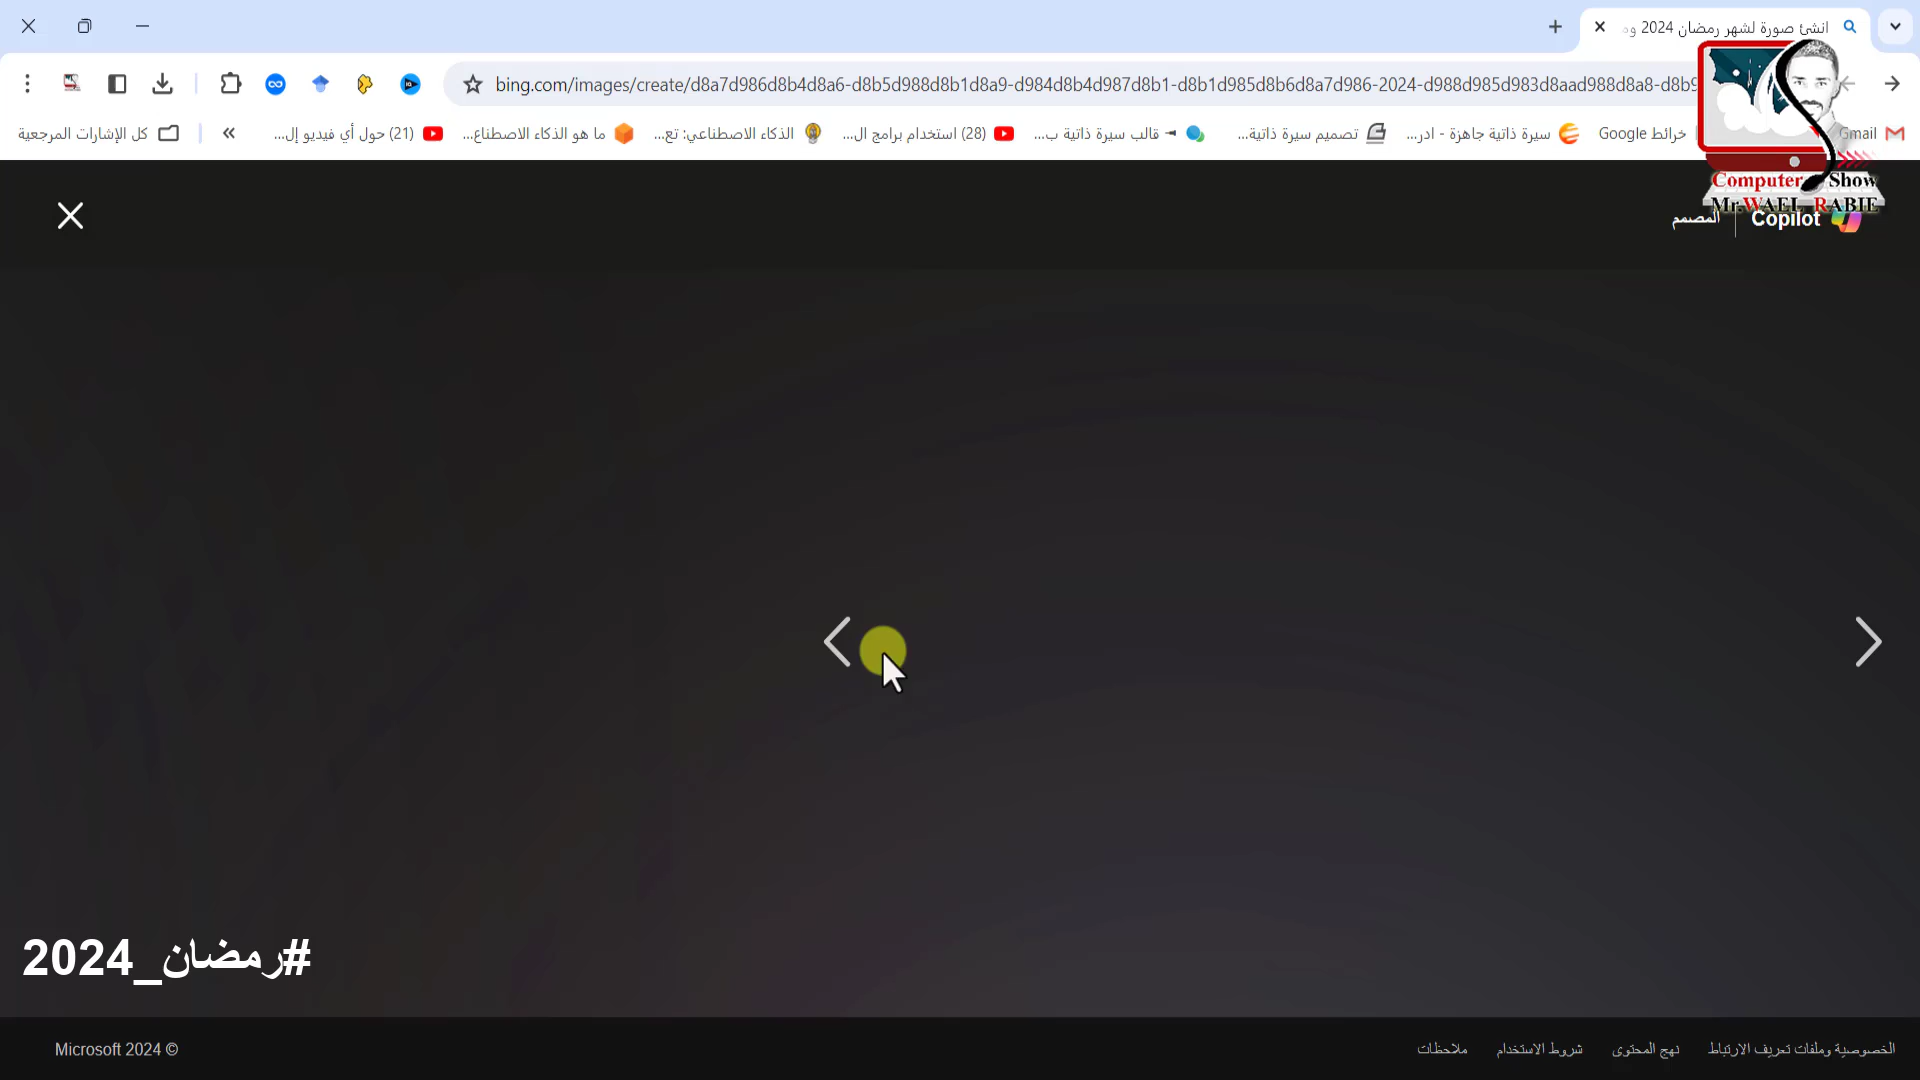 انشئ صورة لشهر رمضان 2024 وم
bing.com/images/create/d8a7d986d8b4d8a6-d8b5d988d8b1d8a9-d984d8b4d987d8b1-d8b1d985d8b6d8a7d986-2024-d988d985d983d8aad988d8a8-d8b9
Gmail
خرائط Google
سيرة ذاتية جاهزة - ادر...
تصميم سيرة ذاتية...
قالب سيرة ذاتية ب...
(28) استخدام برامج ال...
الذكاء الاصطناعي: تع...
ما هو الذكاء الاصطناع...
(21) حول أي فيديو إل...
كل الإشارات المرجعية
Computer Show
Mr.WAEL RABIE
Copilot
المصمم
#رمضان_2024
الخصوصية وملفات تعريف الارتباط
نهج المحتوى
شروط الاستخدام
ملاحظات
© Microsoft 2024